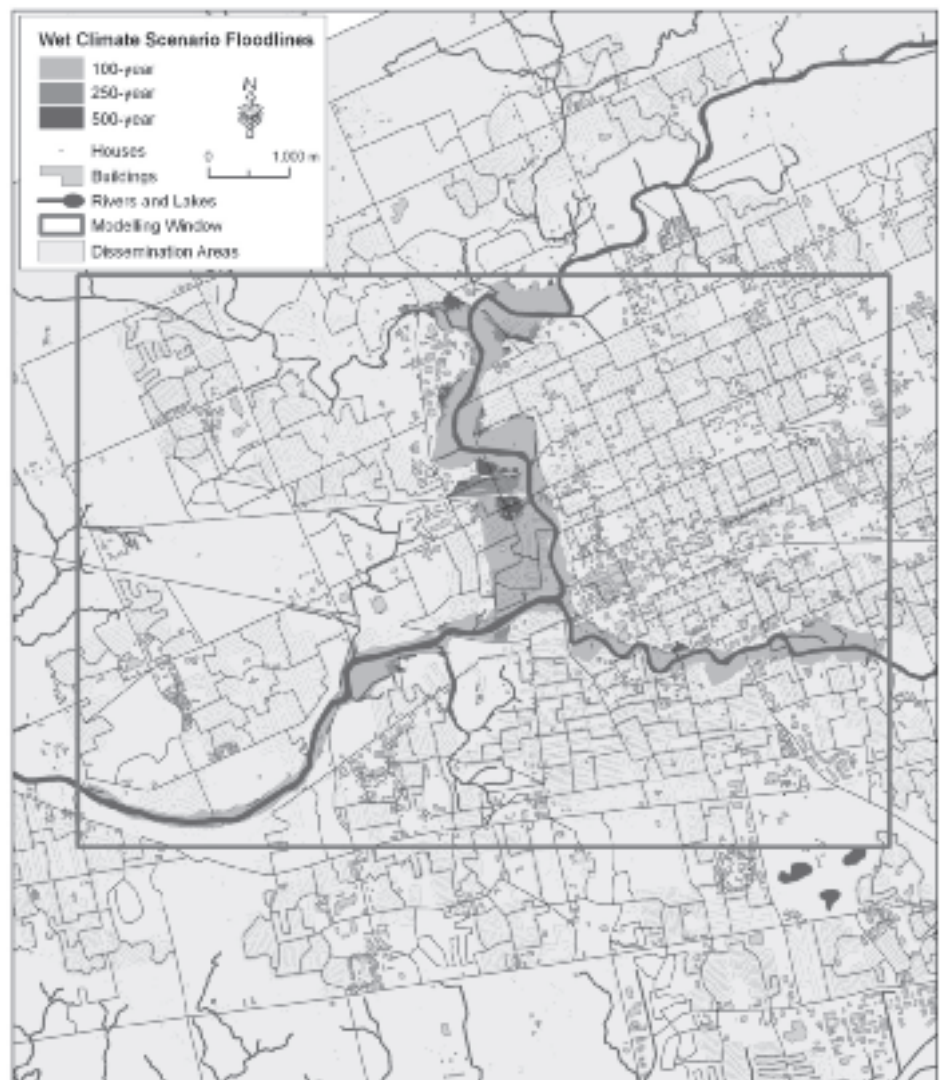 Wet Climate Scenario Floodlines
100-year
250-year
500-year
N
Houses
0 1,000 m
Buildings
Rivers and Lakes
Modelling Window
Dissemination Areas